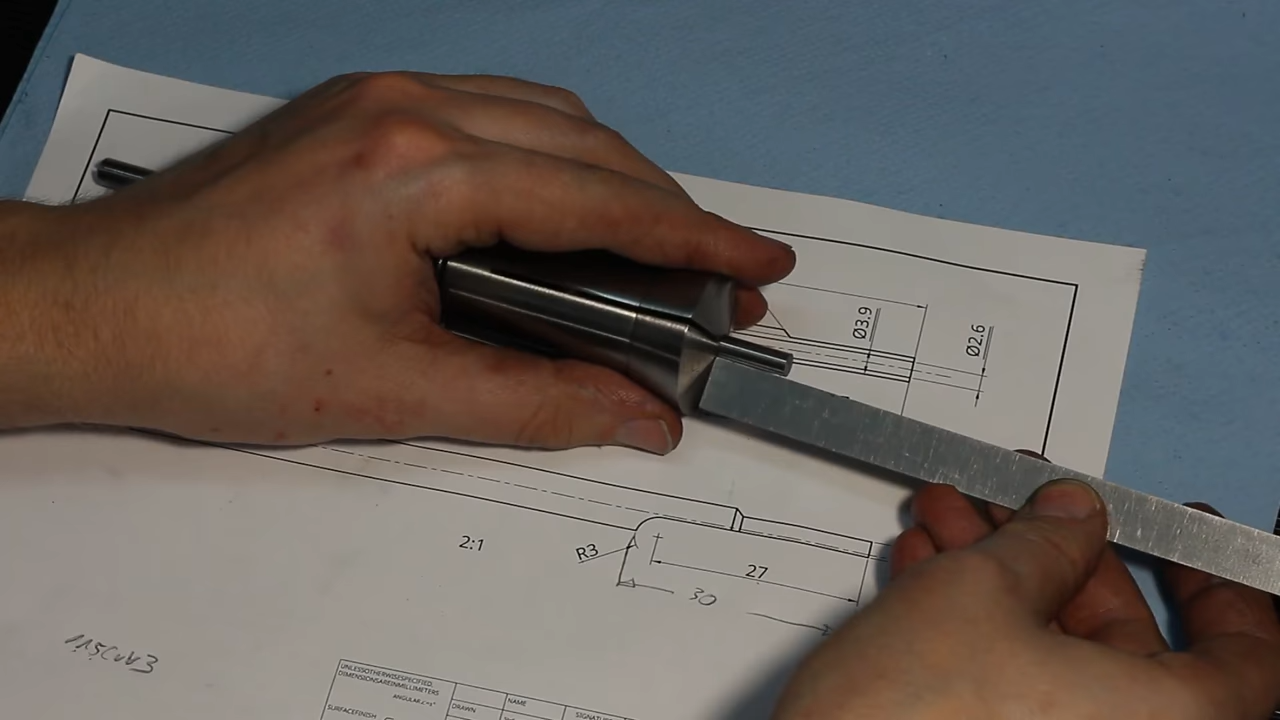 Ø3.9
Ø2.6
2:1
R3
27
30
115CrV3
UNLESS OTHERWISE SPECIFIED:
DIMENSIONS ARE IN MILLIMETERS
ANGULAR
SURFACE FINISH
DRAWN
NAME
SIGNATURE